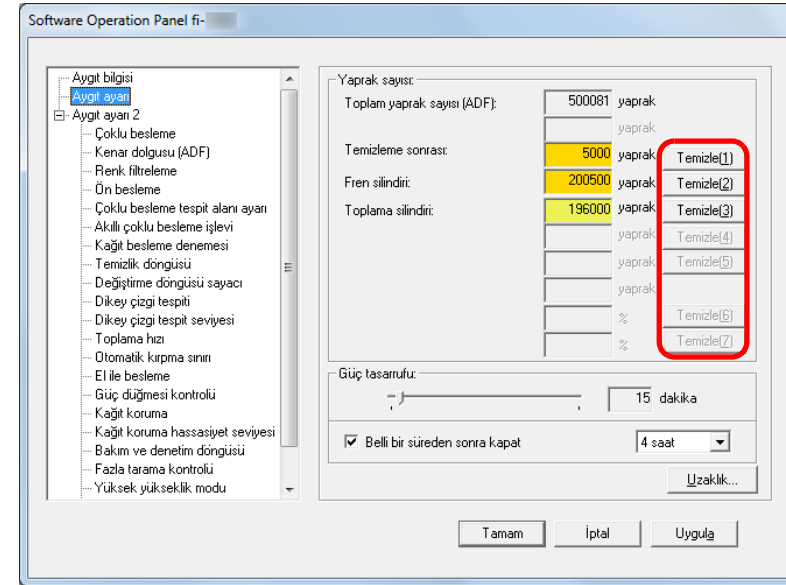 Software Operation Panel fi-
Aygıt bilgisi
Aygıt ayarı
Aygıt ayarı 2
Çoklu besleme
Kenar dolgusu (ADF)
Renk filtreleme
Ön besleme
Çoklu besleme tespit alanı ayarı
Akıllı çoklu besleme işlevi
Kağıt besleme denemesi
Temizlik döngüsü
Değiştirme döngüsü sayacı
Dikey çizgi tespiti
Dikey çizgi tespit seviyesi
Toplama hızı
Otomatik kırpma sınırı
El ile besleme
Güç düğmesi kontrolü
Kağıt koruma
Kağıt koruma hassasiyet seviyesi
Bakım ve denetim döngüsü
Fazla tarama kontrolü
Yüksek yükseklik modu
Yaprak sayısı:
Toplam yaprak sayısı (ADF): 500081 yaprak
yaprak
Temizleme sonrası: 5000 yaprak Temizle(1)
Fren silindiri: 200500 yaprak Temizle(2)
Toplama silindiri: 196000 yaprak Temizle(3)
yaprak Temizle(4)
yaprak Temizle(5)
yaprak
% Temizle(6)
% Temizle(7)
Güç tasarrufu:
15 dakika
Belli bir süreden sonra kapat 4 saat
Uzaklık...
Tamam İptal Uygula